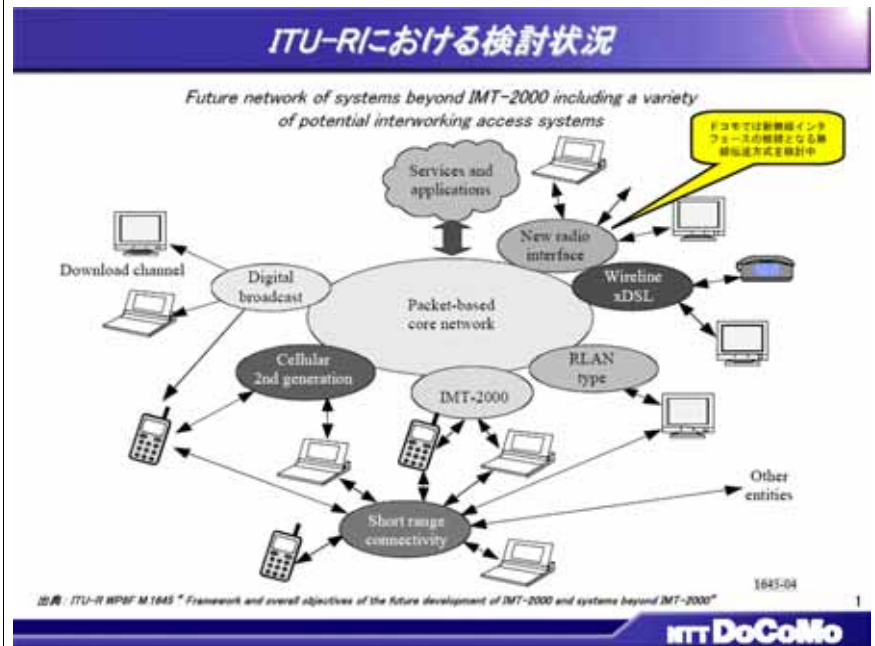 ITU-Rにおける検討状況
Future network of systems beyond IMT-2000 including a variety
of potential interworking access systems
ドコモでは新無線インタ
フェースの候補となる無
線伝送方式を検討中
Services and
applications
New radio
interface
Download channel
Digital
broadcast
Wireline
xDSL
Packet-based
core network
Cellular
2nd generation
RLAN
type
IMT-2000
Other
entities
Short range
connectivity
1645-04
出典: ITU-R WP8F M.1645 “ Framework and overall objectives of the future development of IMT-2000 and systems beyond IMT-2000”
1
NTT DoCoMo